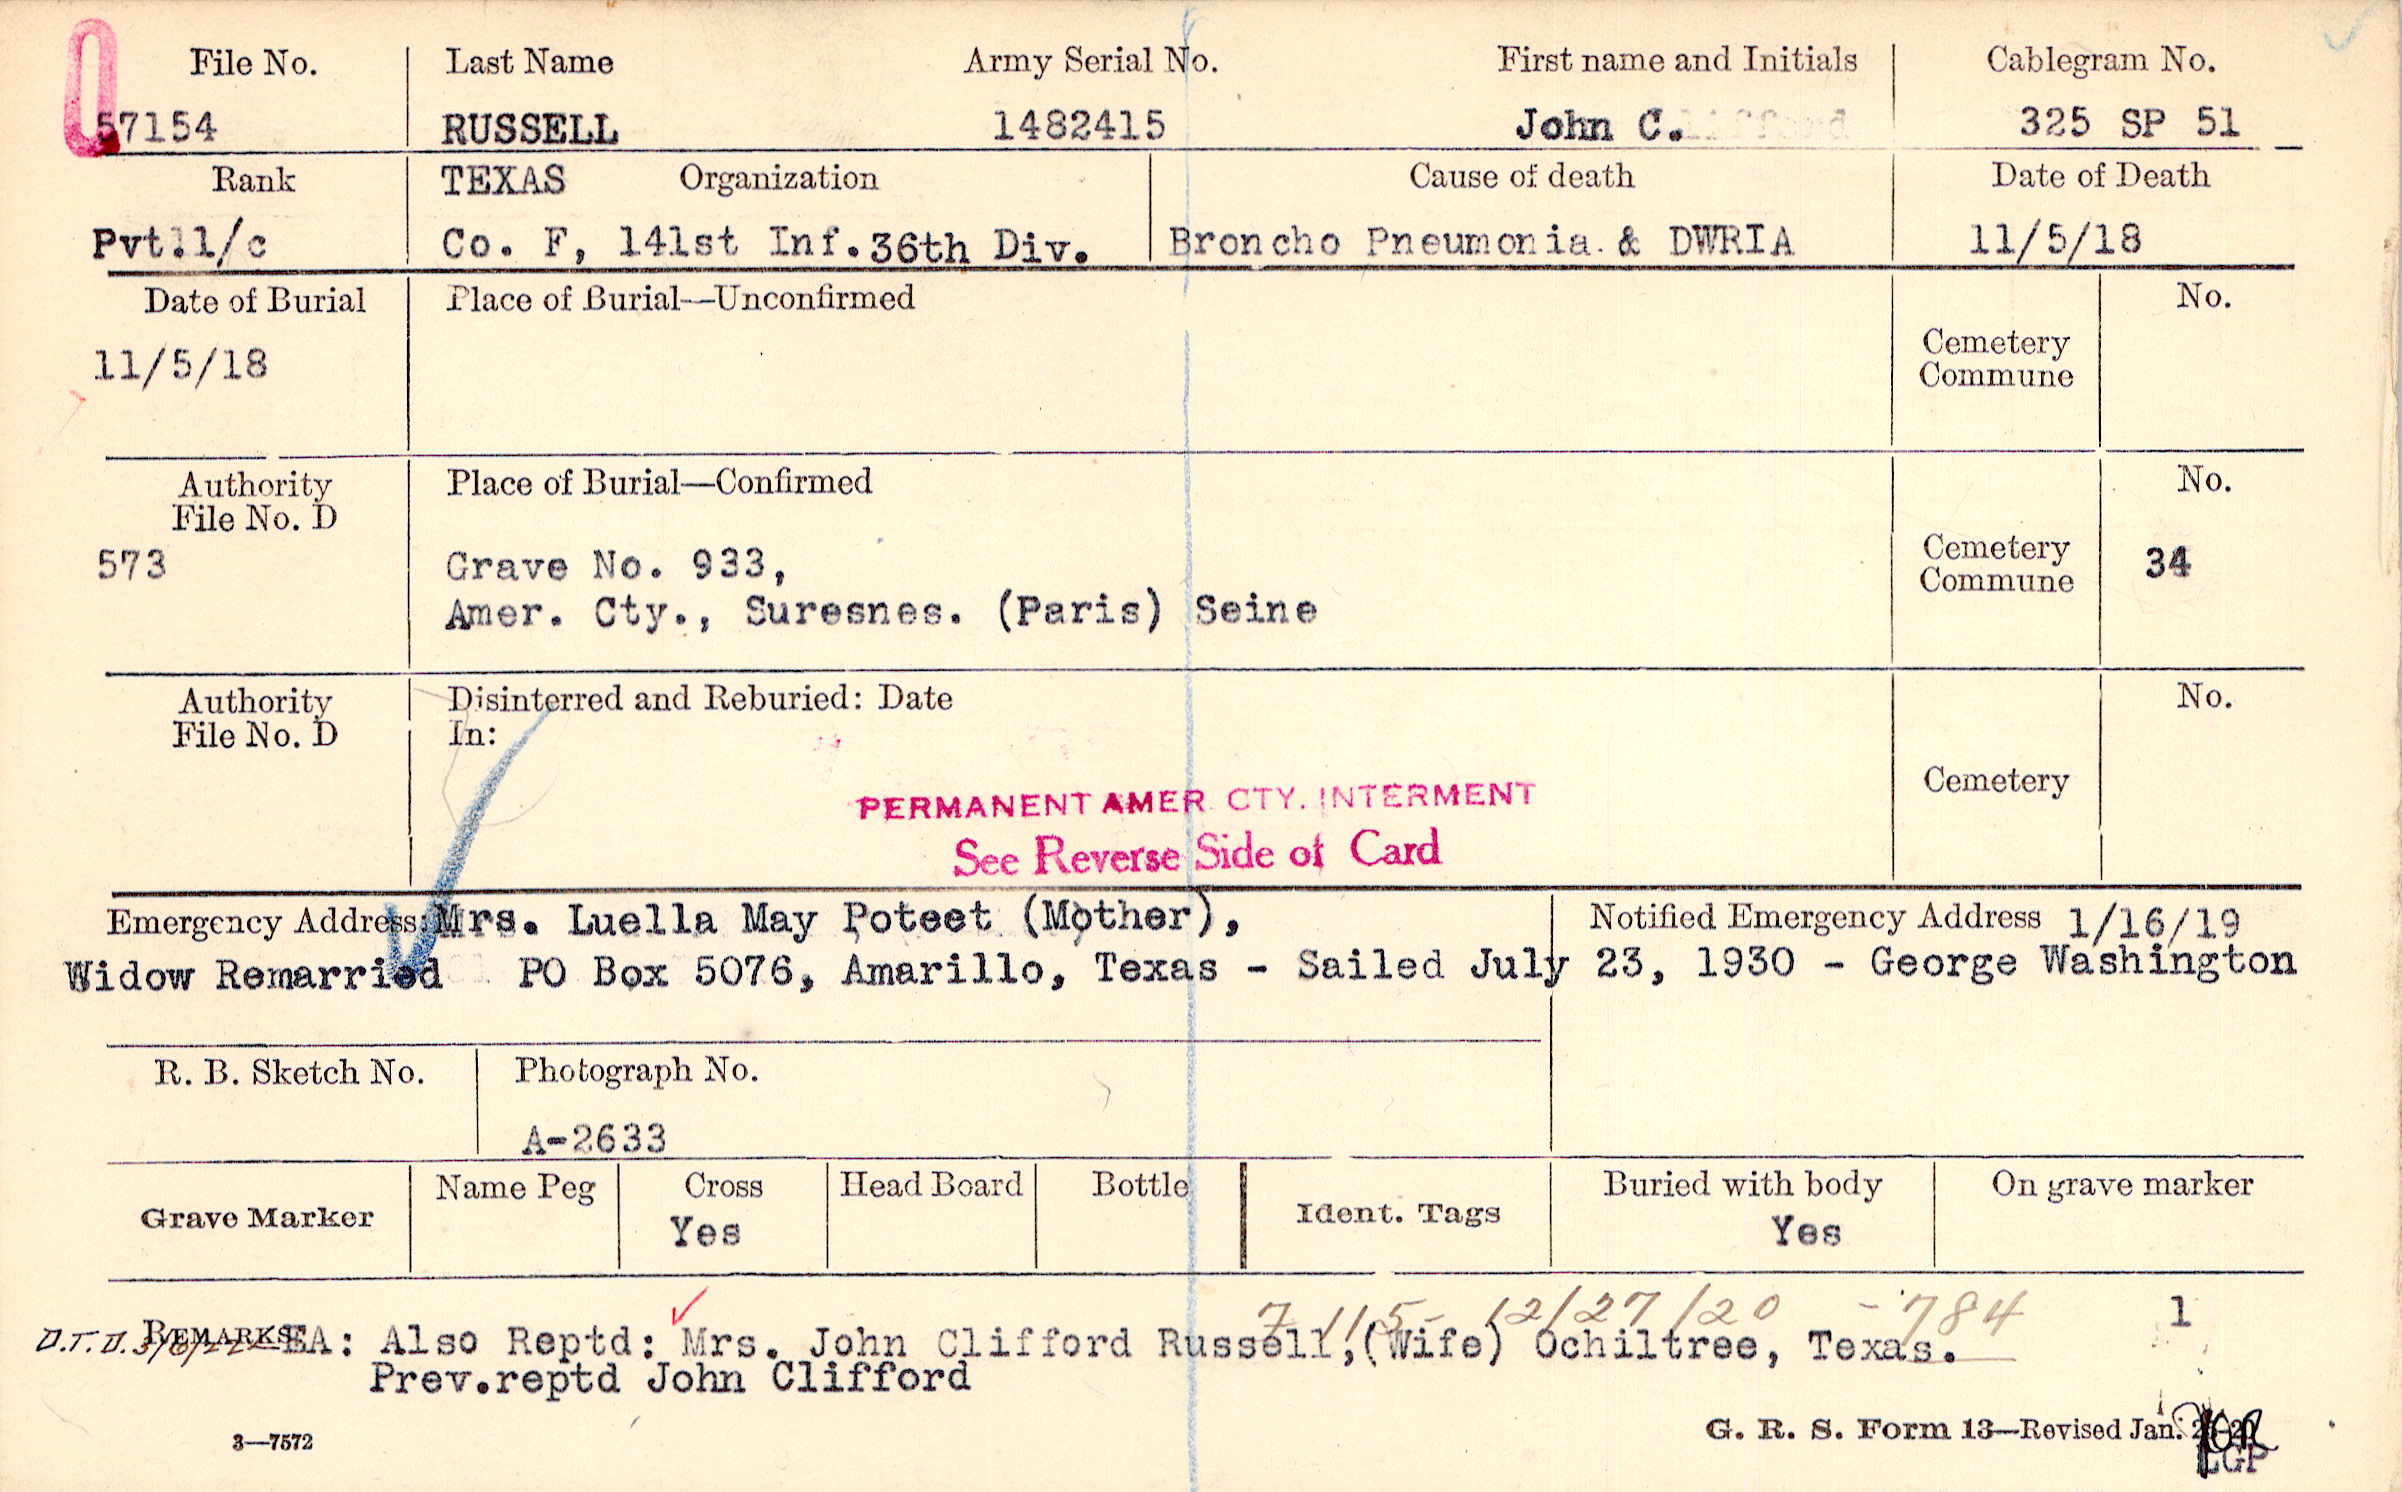 File No. Last Name Army Serial No. First name and Initials Cablegram No.
57154 RUSSELL 1482415 John C. 325 SP 51
Rank TEXAS Organization Cause of death Date of Death
Pvt.1/c Co. F, 141st Inf. 36th Div. Broncho Pneumonia & DWRIA 11/5/18
Date of Burial Place of Burial—Unconfirmed No.
11/5/18 Cemetery
Commune
Authority Place of Burial—Confirmed No.
File No. D
573 Grave No. 933, Cemetery 34
Commune
Amer. Cty., Suresnes. (Paris) Seine
Authority Disinterred and Reburied: Date No.
File No. D In:
Cemetery
PERMANENT AMER. CTY. INTERMENT
See Reverse Side of Card
Emergency Address: Mrs. Luella May Poteet (Mother), Notified Emergency Address 1/16/19
Widow Remarried PO Box 5076, Amarillo, Texas - Sailed July 23, 1930 - George Washington
R. B. Sketch No. Photograph No.
A-2633
Grave Marker Name Peg Cross Head Board Bottle Ident. Tags Buried with body On grave marker
Yes Yes
7 115- 12/27/20 -784 1
REMARKS EA: Also Reptd: Mrs. John Clifford Russell,(Wife) Ochiltree, Texas.
Prev.reptd John Clifford
3—7572 G. R. S. Form 13—Revised Jan.
LGP